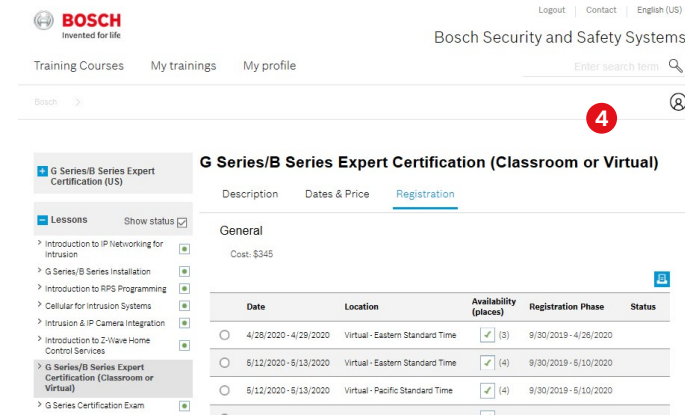 Logout Contact English (US)
BOSCH
Invented for life
Bosch Security and Safety Systems
Training Courses My trainings My profile
Enter search term
Bosch >
4
G Series/B Series Expert Certification (Classroom or Virtual)
+ G Series/B Series Expert
Certification (US)
Description Dates & Price Registration
- Lessons Show status
General
Cost: $345
> Introduction to IP Networking for
Intrusion
> G Series/B Series Installation
> Introduction to RPS Programming
> Cellular for Intrusion Systems
> Intrusion & IP Camera Integration
> Introduction to Z-Wave Home
Control Services
> G Series/B Series Expert
Certification (Classroom or
Virtual)
> G Series Certification Exam
Date Location Availability
(places) Registration Phase Status
4/28/2020 - 4/29/2020 Virtual - Eastern Standard Time (3) 9/30/2019 - 4/26/2020
5/12/2020 - 5/13/2020 Virtual - Eastern Standard Time (4) 9/30/2019 - 5/10/2020
5/12/2020 - 5/13/2020 Virtual - Pacific Standard Time (4) 9/30/2019 - 5/10/2020